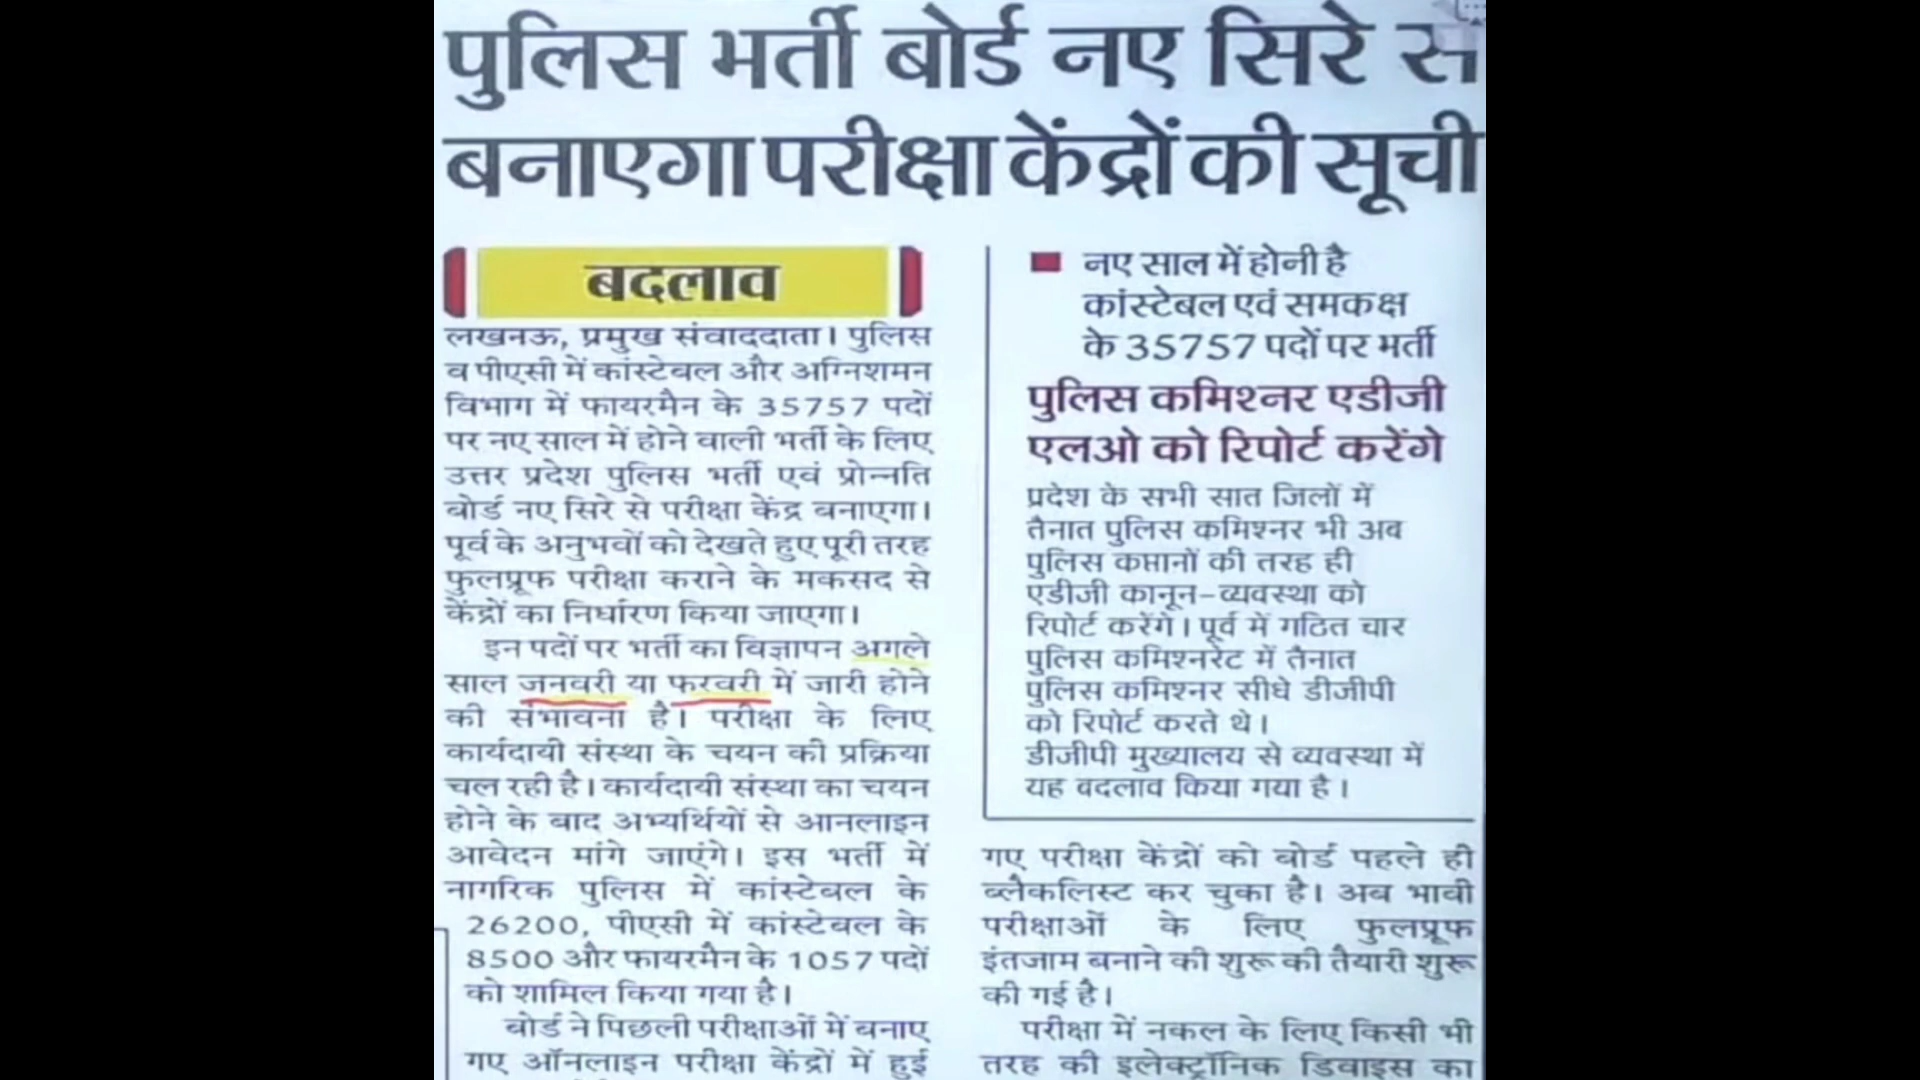 पुलिस भर्ती बोर्ड नए सिरे
बनाएगा परीक्षा केंद्रों की सूची
बदलाव
लखनऊ, प्रमुख संवाददाता। पुलिस
व पीएसी में कांस्टेबल और अग्निशमन
विभाग में फायरमैन के 35757 पदों
पर नए साल में होने वाली भर्ती के लिए
उत्तर प्रदेश पुलिस भर्ती एवं प्रोन्नति
बोर्ड नए सिरे से परीक्षा केंद्र बनाएगा।
पूर्व के अनुभवों को देखते हुए पूरी तरह
फुलप्रूफ परीक्षा कराने के मकसद से
केंद्रों का निर्धारण किया जाएगा।
इन पदों पर भर्ती का विज्ञापन अगले
साल जनवरी या फरवरी में जारी होने
की संभावना है। परीक्षा के लिए
कार्यदायी संस्था के चयन की प्रक्रिया
चल रही है। कार्यदायी संस्था का चयन
होने के बाद अभ्यर्थियों से आनलाइन
आवेदन मांगे जाएंगे। इस भर्ती में
नागरिक पुलिस में कांस्टेबल के
26200, पीएसी में कांस्टेबल के
8500 और फायरमैन के 1057 पदों
को शामिल किया गया है।
बोर्ड ने पिछली परीक्षाओं में बनाए
गए ऑनलाइन परीक्षा केंद्रों में हुई
नए साल में होनी है
कांस्टेबल एवं समकक्ष
के 35757 पदों पर भर्ती
पुलिस कमिश्नर एडीजी
एलओ को रिपोर्ट करेंगे
प्रदेश के सभी सात जिलों में
तैनात पुलिस कमिश्नर भी अब
पुलिस कप्तानों की तरह ही
एडीजी कानून-व्यवस्था को
रिपोर्ट करेंगे। पूर्व में गठित चार
पुलिस कमिश्नरेट में तैनात
पुलिस कमिश्नर सीधे डीजीपी
को रिपोर्ट करते थे।
डीजीपी मुख्यालय से व्यवस्था में
यह बदलाव किया गया है।
गए परीक्षा केंद्रों को बोर्ड पहले ही
ब्लैकलिस्ट कर चुका है। अब भावी
परीक्षाओं के लिए फुलप्रूफ
इंतजाम बनाने की शुरू की तैयारी शुरू
की गई है।
परीक्षा में नकल के लिए किसी भी
तरह की इलेक्ट्रॉनिक डिवाइस का